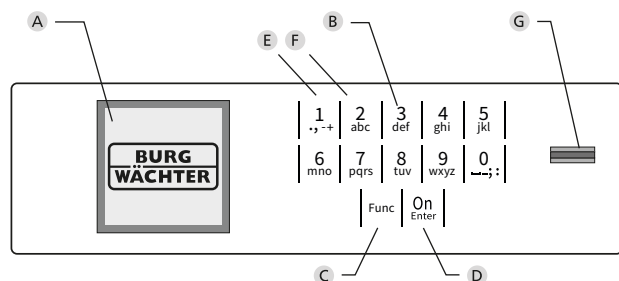 A
B
G
E F
1 2 3 4 5
.,-+ abc def ghi jkl
BURG
WÄCHTER
6 7 8 9 0
mno pqrs tuv wxyz ⎵–;:
Func On
Enter
C
D